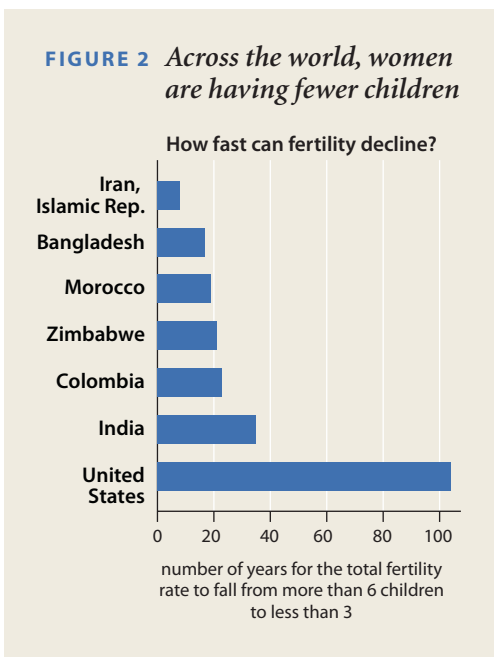 FIGURE 2 Across the world, women
are having fewer children
How fast can fertility decline?
Iran,
Islamic Rep.
Bangladesh
Morocco
Zimbabwe
Colombia
India
United
States
0 20 40 60 80 100
number of years for the total fertility
rate to fall from more than 6 children
to less than 3